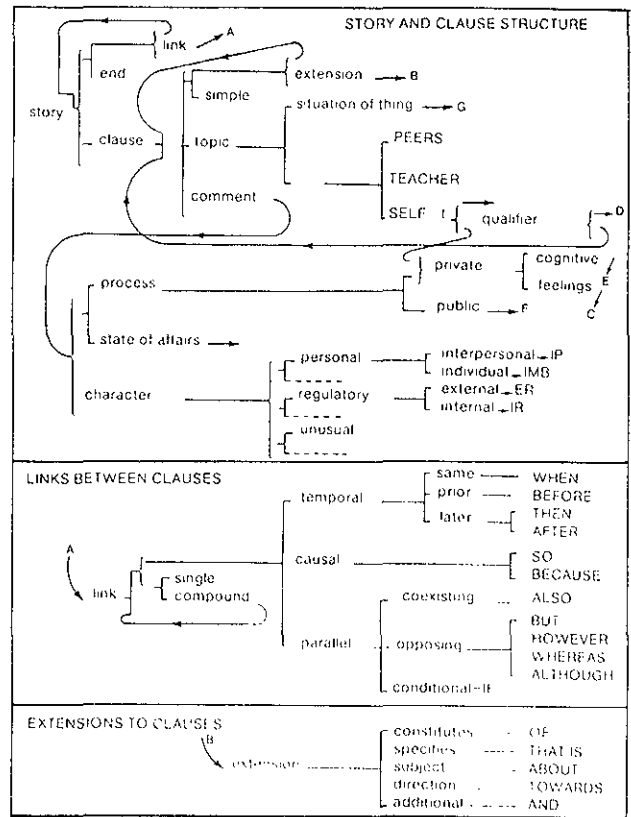 STORY AND CLAUSE STRUCTURE
link A
end
extension B
simple
situation of thing G
story
clause
topic
PEERS
TEACHER
comment
SELF
qualifier
D
private
cognitive
feelings
E
C
process
public
state of affairs
personal
interpersonal IP
individual IMB
character
regulatory
external ER
internal IR
unusual
LINKS BETWEEN CLAUSES
same WHEN
temporal
prior BEFORE
later THEN
AFTER
A
causal
SO
BECAUSE
single
link
compound
coexisting ALSO
parallel
opposing
BUT
HOWEVER
WHEREAS
ALTHOUGH
conditional-IF
EXTENSIONS TO CLAUSES
B
extension
constitutes OF
specifies THAT IS
subject ABOUT
direction TOWARDS
additional AND